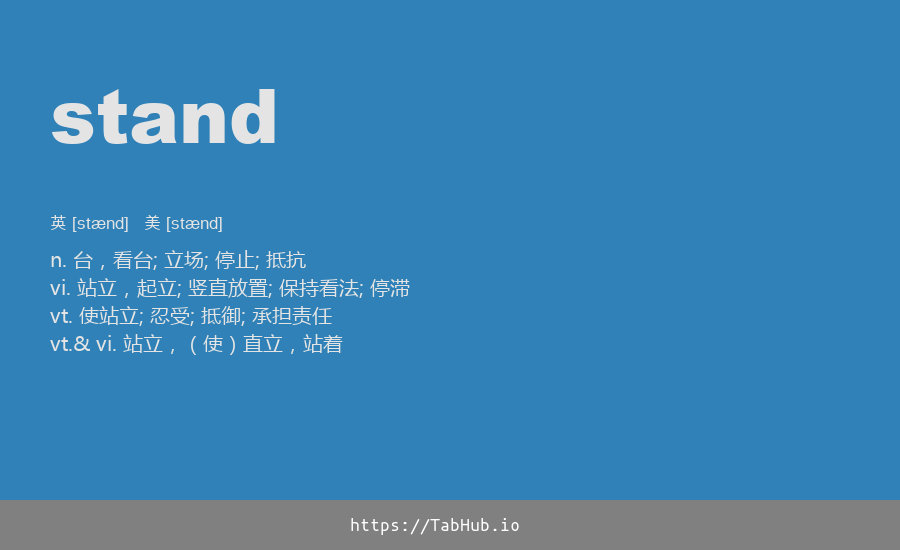 stand
英 [stænd] 美 [stænd]
n. 台，看台; 立场; 停止; 抵抗
vi. 站立，起立; 竖直放置; 保持看法; 停滞
vt. 使站立; 忍受; 抵御; 承担责任
vt.& vi. 站立，（使）直立，站着
https://TabHub.io